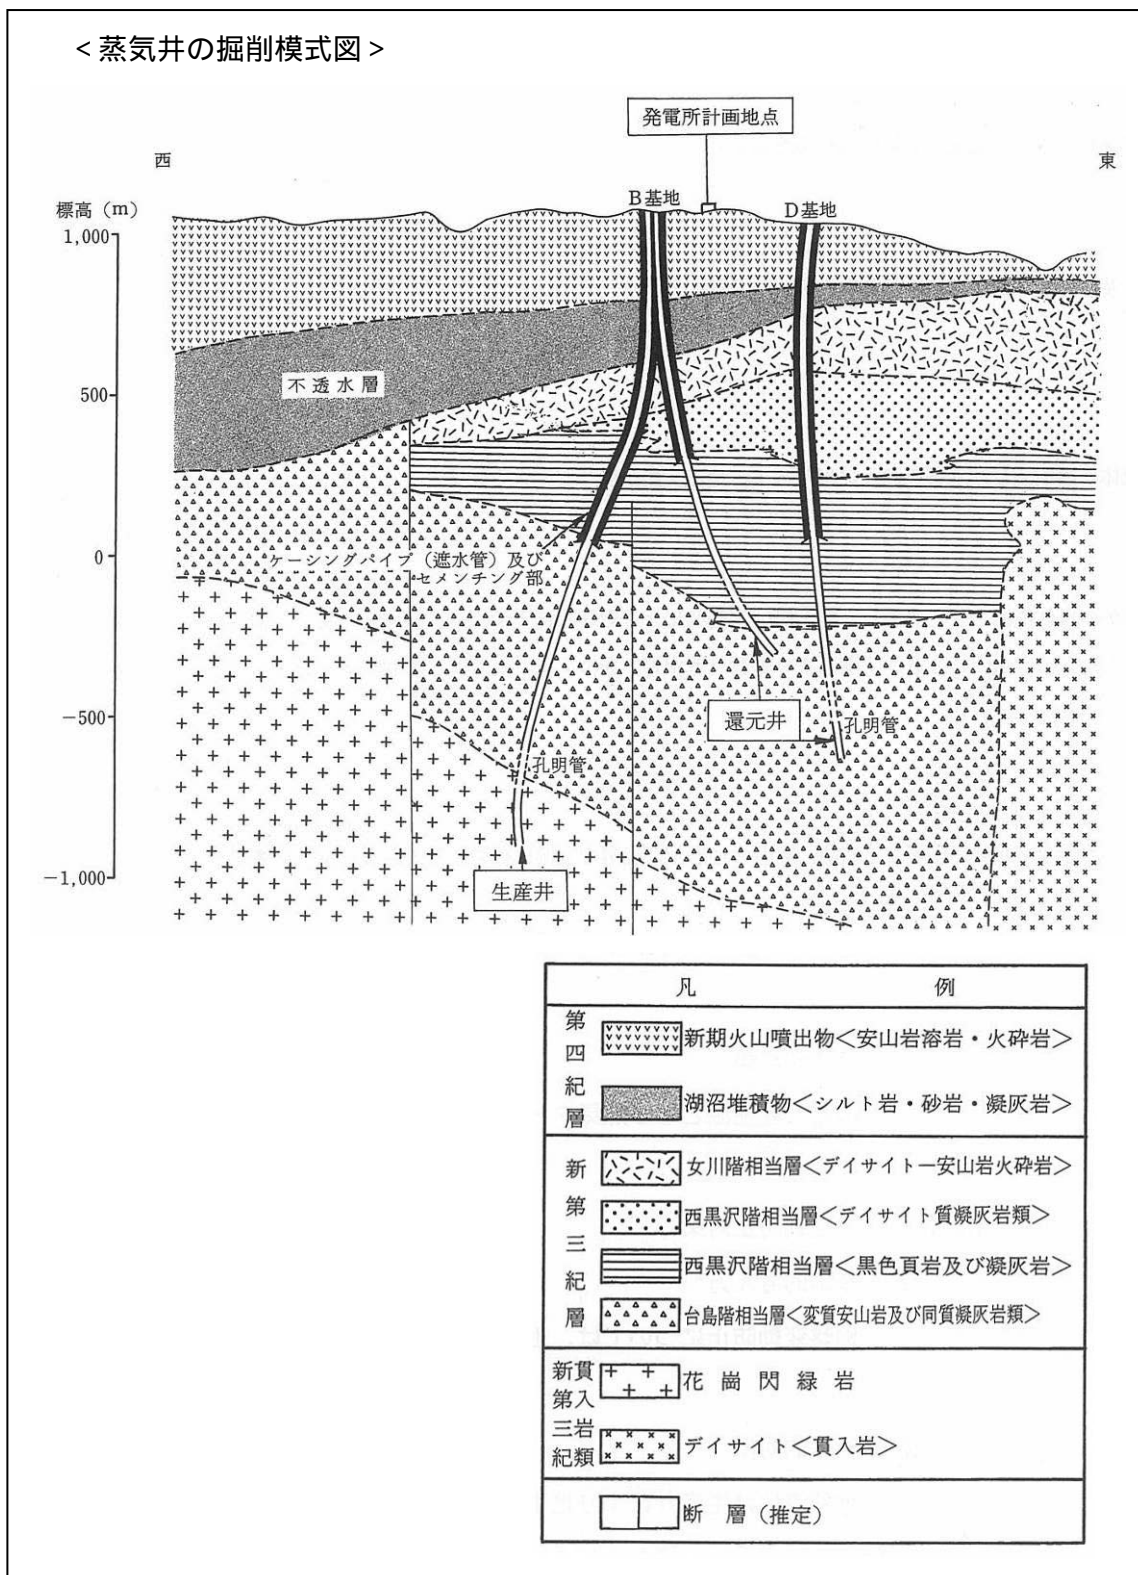 <蒸気井の掘削模式図>
発電所計画地点
西
東
標高(m)
B基地
D基地
1,000
500
0
-500
-1,000
不透水層
ケーシングパイプ(遮水管)及び
セメンチング部
還元井
孔明管
孔明管
生産井
凡 例
第四紀層
新期火山噴出物<安山岩溶岩・火砕岩>
湖沼堆積物<シルト岩・砂岩・凝灰岩>
新第三紀層
女川階相当層<デイサイトー安山岩火砕岩>
西黒沢階相当層<デイサイト質凝灰岩類>
西黒沢階相当層<黒色頁岩及び凝灰岩>
台島階相当層<変質安山岩及び同質凝灰岩類>
新第三紀
貫入岩類
花崗閃緑岩
デイサイト<貫入岩>
断層(推定)